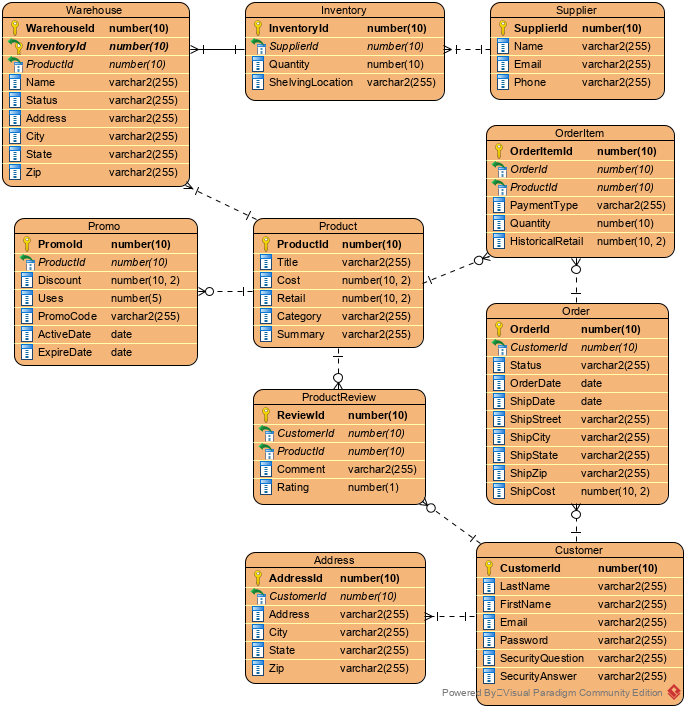 Warehouse
WarehouseId number(10)
InventoryId number(10)
ProductId number(10)
Name varchar2(255)
Status varchar2(255)
Address varchar2(255)
City varchar2(255)
State varchar2(255)
Zip varchar2(255)
Inventory
InventoryId number(10)
SupplierId number(10)
Quantity number(10)
ShelvingLocation varchar2(255)
Supplier
SupplierId number(10)
Name varchar2(255)
Email varchar2(255)
Phone varchar2(255)
OrderItem
OrderItemId number(10)
OrderId number(10)
ProductId number(10)
PaymentType varchar2(255)
Quantity number(10)
HistoricalRetail number(10, 2)
Promo
PromoId number(10)
ProductId number(10)
Discount number(10, 2)
Uses number(5)
PromoCode varchar2(255)
ActiveDate date
ExpireDate date
Product
ProductId number(10)
Title varchar2(255)
Cost number(10, 2)
Retail number(10, 2)
Category varchar2(255)
Summary varchar2(255)
Order
OrderId number(10)
CustomerId number(10)
Status varchar2(255)
OrderDate date
ShipDate date
ShipStreet varchar2(255)
ShipCity varchar2(255)
ShipState varchar2(255)
ShipZip varchar2(255)
ShipCost number(10, 2)
ProductReview
ReviewId number(10)
CustomerId number(10)
ProductId number(10)
Comment varchar2(255)
Rating number(1)
Address
AddressId number(10)
CustomerId number(10)
Address varchar2(255)
City varchar2(255)
State varchar2(255)
Zip varchar2(255)
Customer
CustomerId number(10)
LastName varchar2(255)
FirstName varchar2(255)
Email varchar2(255)
Password varchar2(255)
SecurityQuestion varchar2(255)
SecurityAnswer varchar2(255)
Powered By Visual Paradigm Community Edition